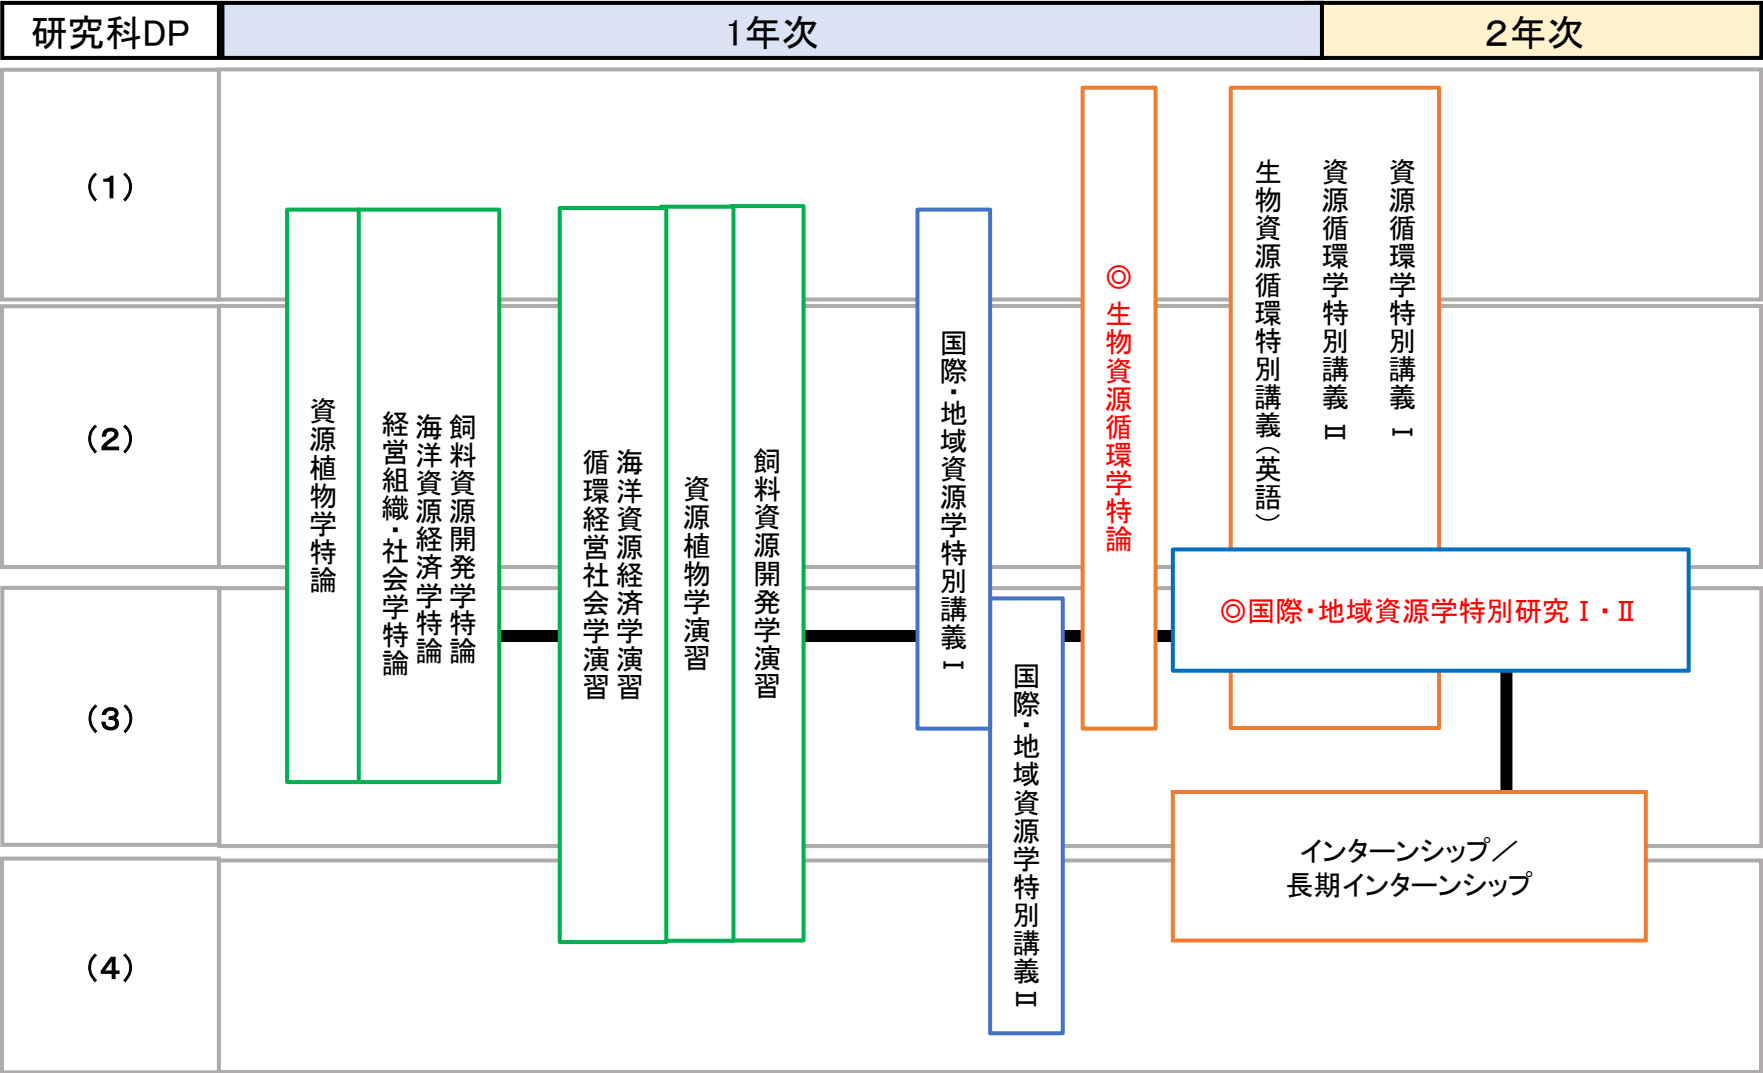 研究科DP
1年次
２年次
（１）
（２）
（３）
（４）
資源植物学特論
飼料資源開発学特論
海洋資源経済学特論
経営組織・社会学特論
海洋資源経済学演習
循環経営社会学演習
資源植物学演習
飼料資源開発学演習
国際・地域資源学特別講義Ⅰ
国際・地域資源学特別講義Ⅱ
◎生物資源循環学特論
資源循環学特別講義Ⅰ
資源循環学特別講義Ⅱ
生物資源循環特別講義（英語）
◎国際・地域資源学特別研究Ⅰ・Ⅱ
インターンシップ／
長期インターンシップ